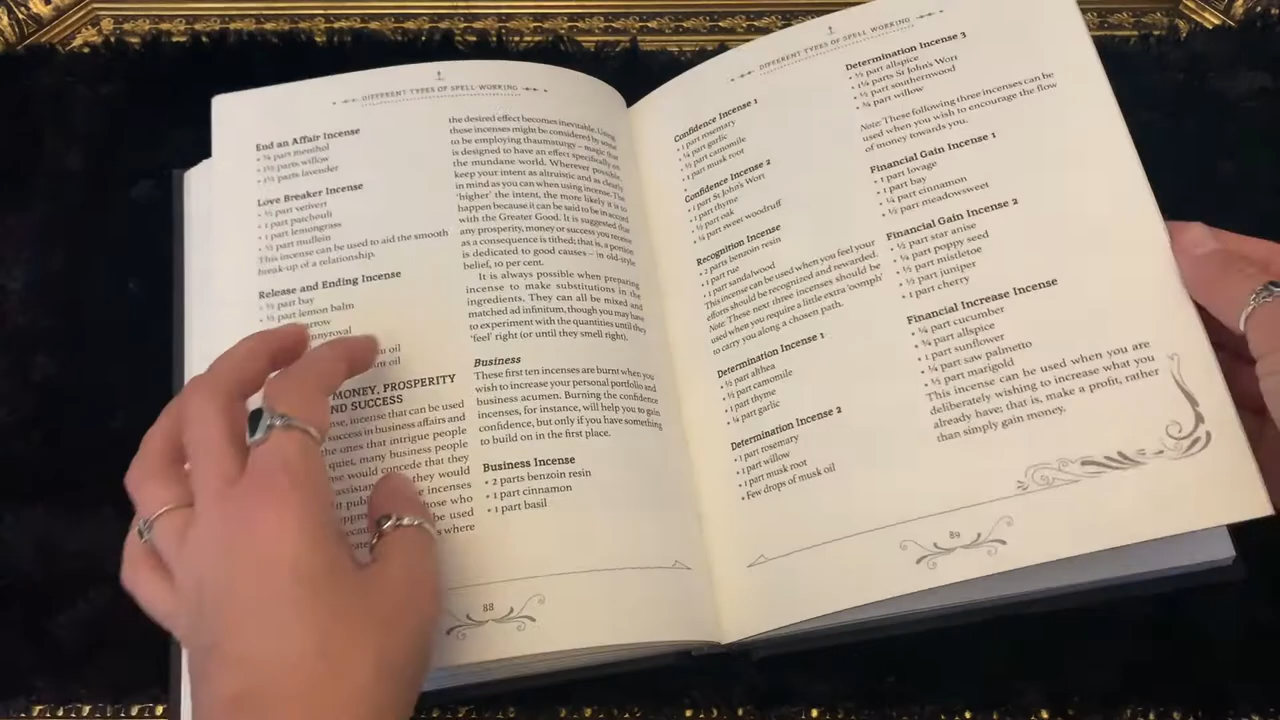 DIFFERENT TYPES OF SPELL-WORKING
End an Affair Incense
• ¾ part menthol
• 1½ parts willow
• 1½ parts lavender
Love Breaker Incense
• ½ part vetivert
• 1 part patchouli
• 1 part lemongrass
• ½ part mullein
This incense can be used to aid the smooth
break-up of a relationship.
Release and Ending Incense
• ½ part bay
• ½ part lemon balm
oil
oil
MONEY, PROSPERITY
ND SUCCESS
incense that can be used
success in business affairs and
the ones that intrigue people
quiet, many business people
would concede that they
they would
incenses
hose who
be used
where
the desired effect becomes inevitable. Using
these incenses might be considered by some
to be employing thaumaturgy – magic that
is designed to have an effect specifically on
the mundane world. Wherever possible,
keep your intent as altruistic and as clearly
in mind as you can when using incense. The
'higher' the intent, the more likely it is to
happen because it can be said to be in accord
with the Greater Good. It is suggested that
any prosperity, money or success you receive
as a consequence is tithed; that is, a portion
is dedicated to good causes – in old-style
belief, 10 per cent.
It is always possible when preparing
incense to make substitutions in the
ingredients. They can all be mixed and
matched ad infinitum, though you may have
to experiment with the quantities until they
'feel' right (or until they smell right).
Business
These first ten incenses are burnt when you
wish to increase your personal portfolio and
business acumen. Burning the confidence
incenses, for instance, will help you to gain
confidence, but only if you have something
to build on in the first place.
Business Incense
• 2 parts benzoin resin
• 1 part cinnamon
• 1 part basil
88
DIFFERENT TYPES OF SPELL WORKING
Confidence Incense 1
• 1 part rosemary
• ¼ part garlic
• ½ part camomile
• 1 part musk root
•
Confidence Incense 2
• 1 part St John's Wort
• 1 part thyme
• ½ part oak
• ¼ part sweet woodruff
Recognition Incense
• 2 parts benzoin resin
• 1 part rue
• 1 part sandalwood
This incense can be used when you feel your
efforts should be recognized and rewarded.
Note: These next three incenses should be
used when you require a little extra 'oomph'
to carry you along a chosen path.
Determination Incense 1
• ½ part althea
• ½ part camomile
• 1 part thyme
• ¼ part garlic
Determination Incense 2
• 1 part rosemary
• 1 part willow
• 1 part musk root
• Few drops of musk oil
Determination Incense 3
• ½ part allspice
• 1¼ parts St John's Wort
• ½ part southernwood
• ¾ part willow
Note: These following three incenses can be
used when you wish to encourage the flow
of money towards you.
Financial Gain Incense 1
• 1 part lovage
• 1 part bay
• ¼ part cinnamon
• ½ part meadowsweet
Financial Gain Incense 2
• ½ part star anise
• ¼ part poppy seed
• ½ part mistletoe
• ½ part juniper
• 1 part cherry
Financial Increase Incense
• ¼ part cucumber
• ¾ part allspice
• 1 part sunflower
• ¼ part saw palmetto
• ½ part marigold
This incense can be used when you are
deliberately wishing to increase what you
already have; that is, make a profit, rather
than simply gain money.
89